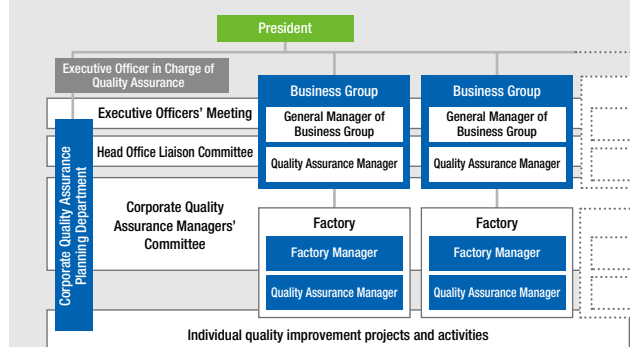 President
Executive Officer in Charge of
Quality Assurance
Business Group
Business Group
Executive Officers' Meeting
General Manager of
Business Group
General Manager of
Business Group
Head Office Liaison Committee
Quality Assurance Manager
Quality Assurance Manager
Corporate Quality Assurance
Planning Department
Corporate Quality
Assurance Managers'
Committee
Factory
Factory
Factory Manager
Factory Manager
Quality Assurance Manager
Quality Assurance Manager
Individual quality improvement projects and activities